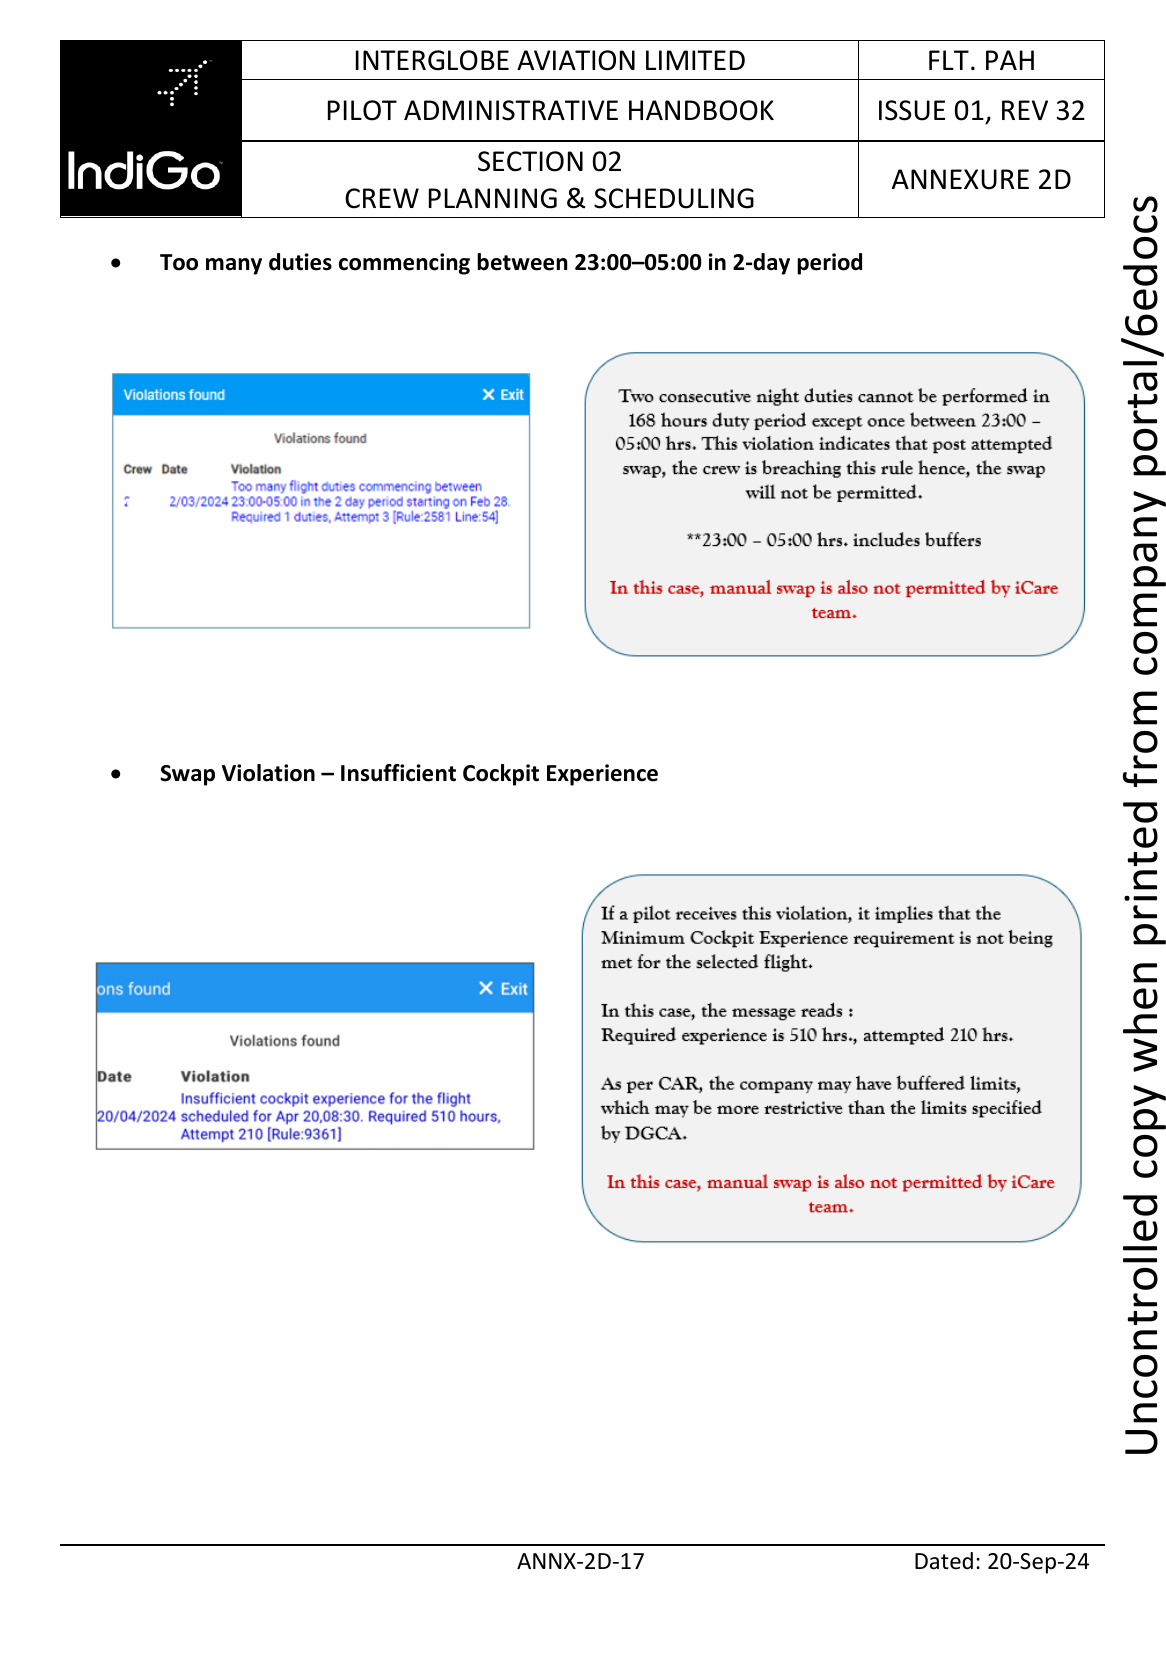 IndiGo
INTERGLOBE AVIATION LIMITED
FLT. PAH
PILOT ADMINISTRATIVE HANDBOOK
ISSUE 01, REV 32
SECTION 02
CREW PLANNING & SCHEDULING
ANNEXURE 2D
• Too many duties commencing between 23:00–05:00 in 2-day period
Violations found
✕ Exit
Violations found
Crew Date Violation
Too many flight duties commencing between
2/03/2024 23:00-05:00 in the 2 day period starting on Feb 28.
Required 1 duties, Attempt 3 [Rule:2581 Line:54]
Two consecutive night duties cannot be performed in
168 hours duty period except once between 23:00 –
05:00 hrs. This violation indicates that post attempted
swap, the crew is breaching this rule hence, the swap
will not be permitted.
**23:00 – 05:00 hrs. includes buffers
In this case, manual swap is also not permitted by iCare
team.
• Swap Violation – Insufficient Cockpit Experience
ons found
✕ Exit
Violations found
Date Violation
Insufficient cockpit experience for the flight
20/04/2024 scheduled for Apr 20,08:30. Required 510 hours,
Attempt 210 [Rule:9361]
If a pilot receives this violation, it implies that the
Minimum Cockpit Experience requirement is not being
met for the selected flight.
In this case, the message reads :
Required experience is 510 hrs., attempted 210 hrs.
As per CAR, the company may have buffered limits,
which may be more restrictive than the limits specified
by DGCA.
In this case, manual swap is also not permitted by iCare
team.
Uncontrolled copy when printed from company portal/6edocs
ANNX-2D-17
Dated: 20-Sep-24